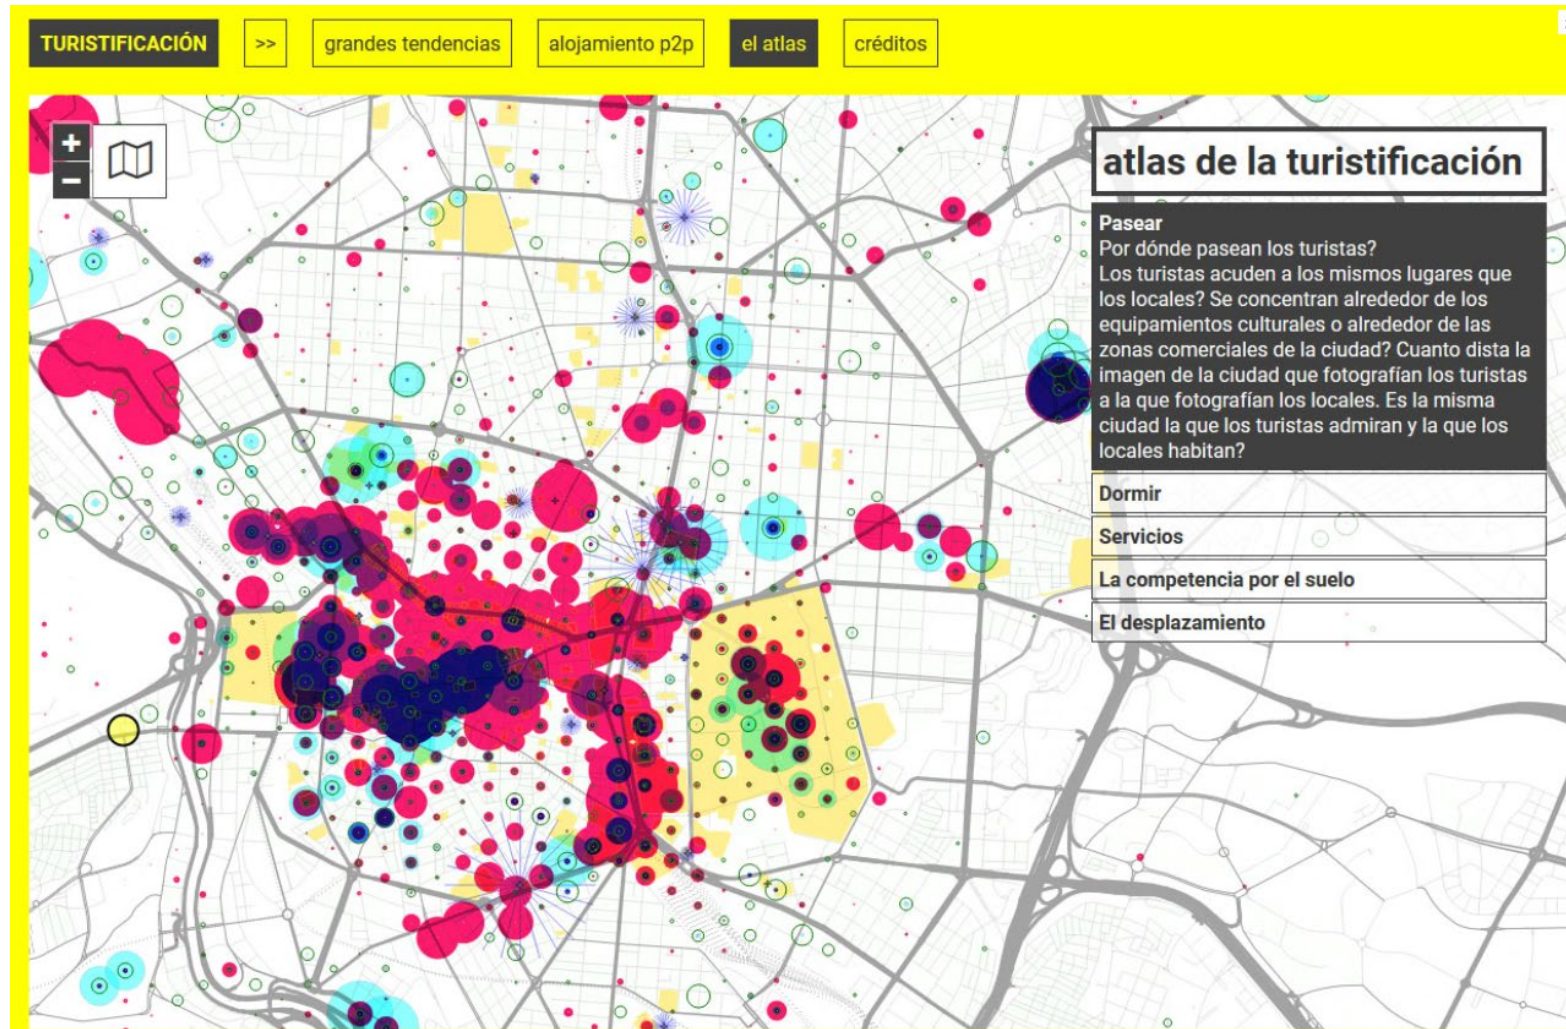 TURISTIFICACIÓN
>>
grandes tendencias
alojamiento p2p
el atlas
créditos
+
−
atlas de la turistificación
Pasear
Por dónde pasean los turistas?
Los turistas acuden a los mismos lugares que
los locales? Se concentran alrededor de los
equipamientos culturales o alrededor de las
zonas comerciales de la ciudad? Cuanto dista la
imagen de la ciudad que fotografían los turistas
a la que fotografían los locales. Es la misma
ciudad la que los turistas admiran y la que los
locales habitan?
Dormir
Servicios
La competencia por el suelo
El desplazamiento